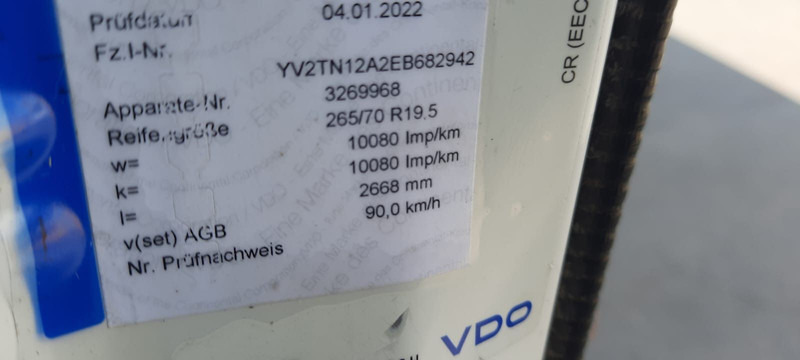 Prüfdatum 04.01.2022
Fz.I-Nr. YV2TN12A2EB682942
Apparate-Nr. 3269968
Reifengröße 265/70 R19,5
w= 10080 Imp/km
k= 10080 Imp/km
l= 2668 mm
v(set) AGB 90,0 km/h
Nr. Prüfnachweis
CR (EEC
VDO